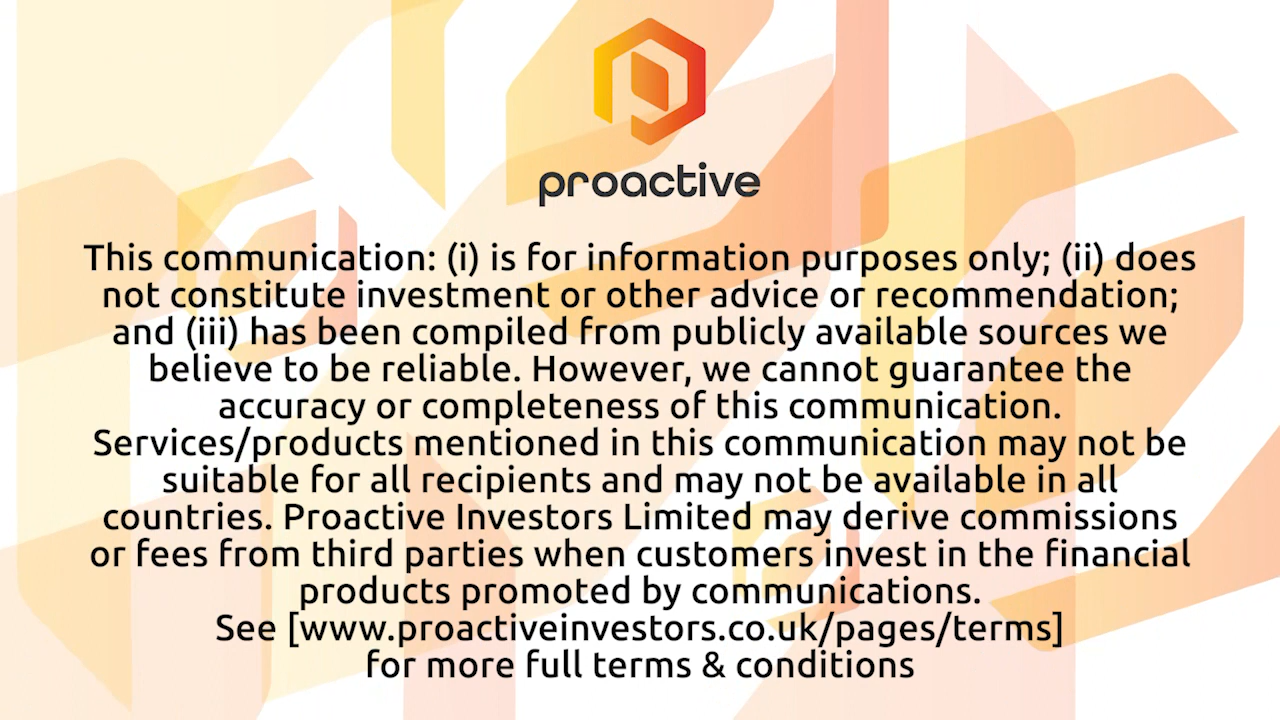 proactive
This communication: (i) is for information purposes only; (ii) does
not constitute investment or other advice or recommendation;
and (iii) has been compiled from publicly available sources we
believe to be reliable. However, we cannot guarantee the
accuracy or completeness of this communication.
Services/products mentioned in this communication may not be
suitable for all recipients and may not be available in all
countries. Proactive Investors Limited may derive commissions
or fees from third parties when customers invest in the financial
products promoted by communications.
See [www.proactiveinvestors.co.uk/pages/terms]
for more full terms & conditions